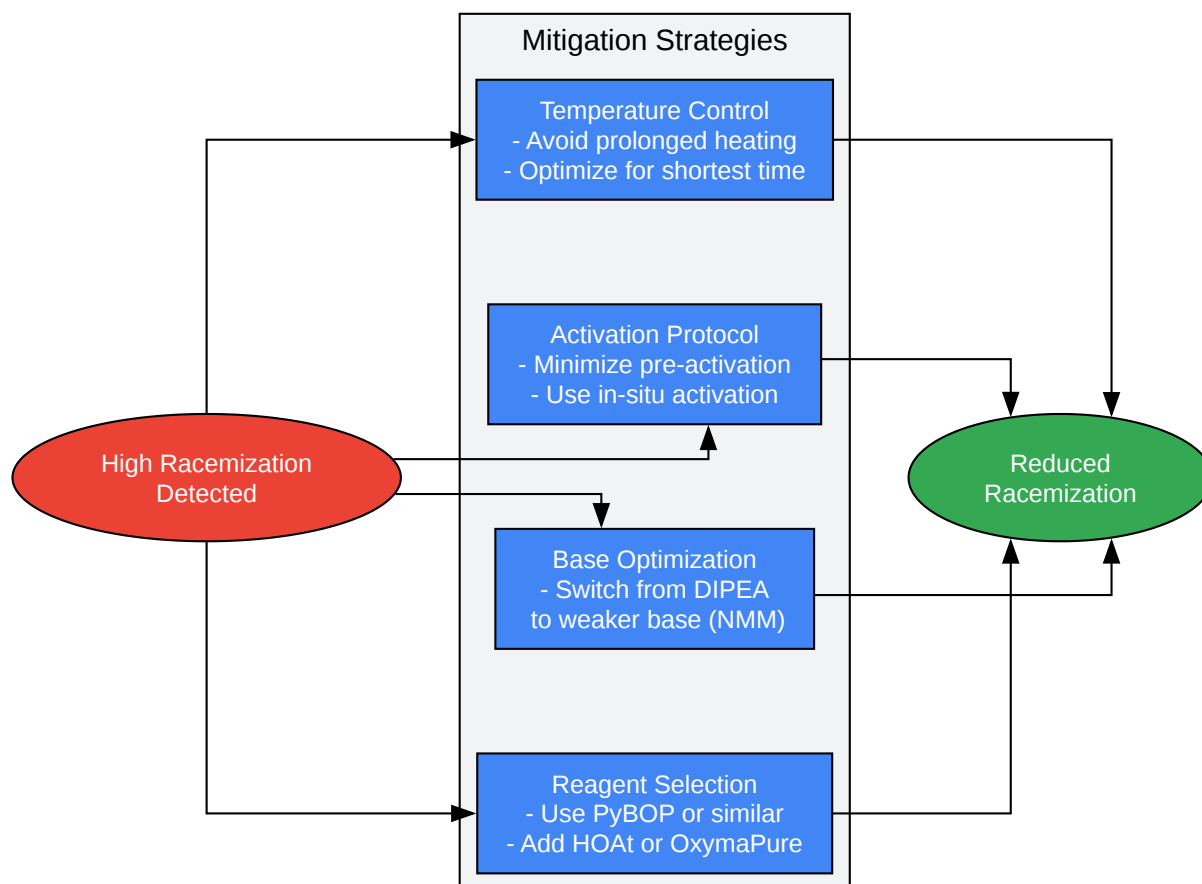 Mitigation Strategies
Temperature Control
- Avoid prolonged heating
- Optimize for shortest time
Activation Protocol
- Minimize pre-activation
- Use in-situ activation
High Racemization
Detected
Reduced
Racemization
Base Optimization
- Switch from DIPEA
to weaker base (NMM)
Reagent Selection
- Use PyBOP or similar
- Add HOAt or OxymaPure